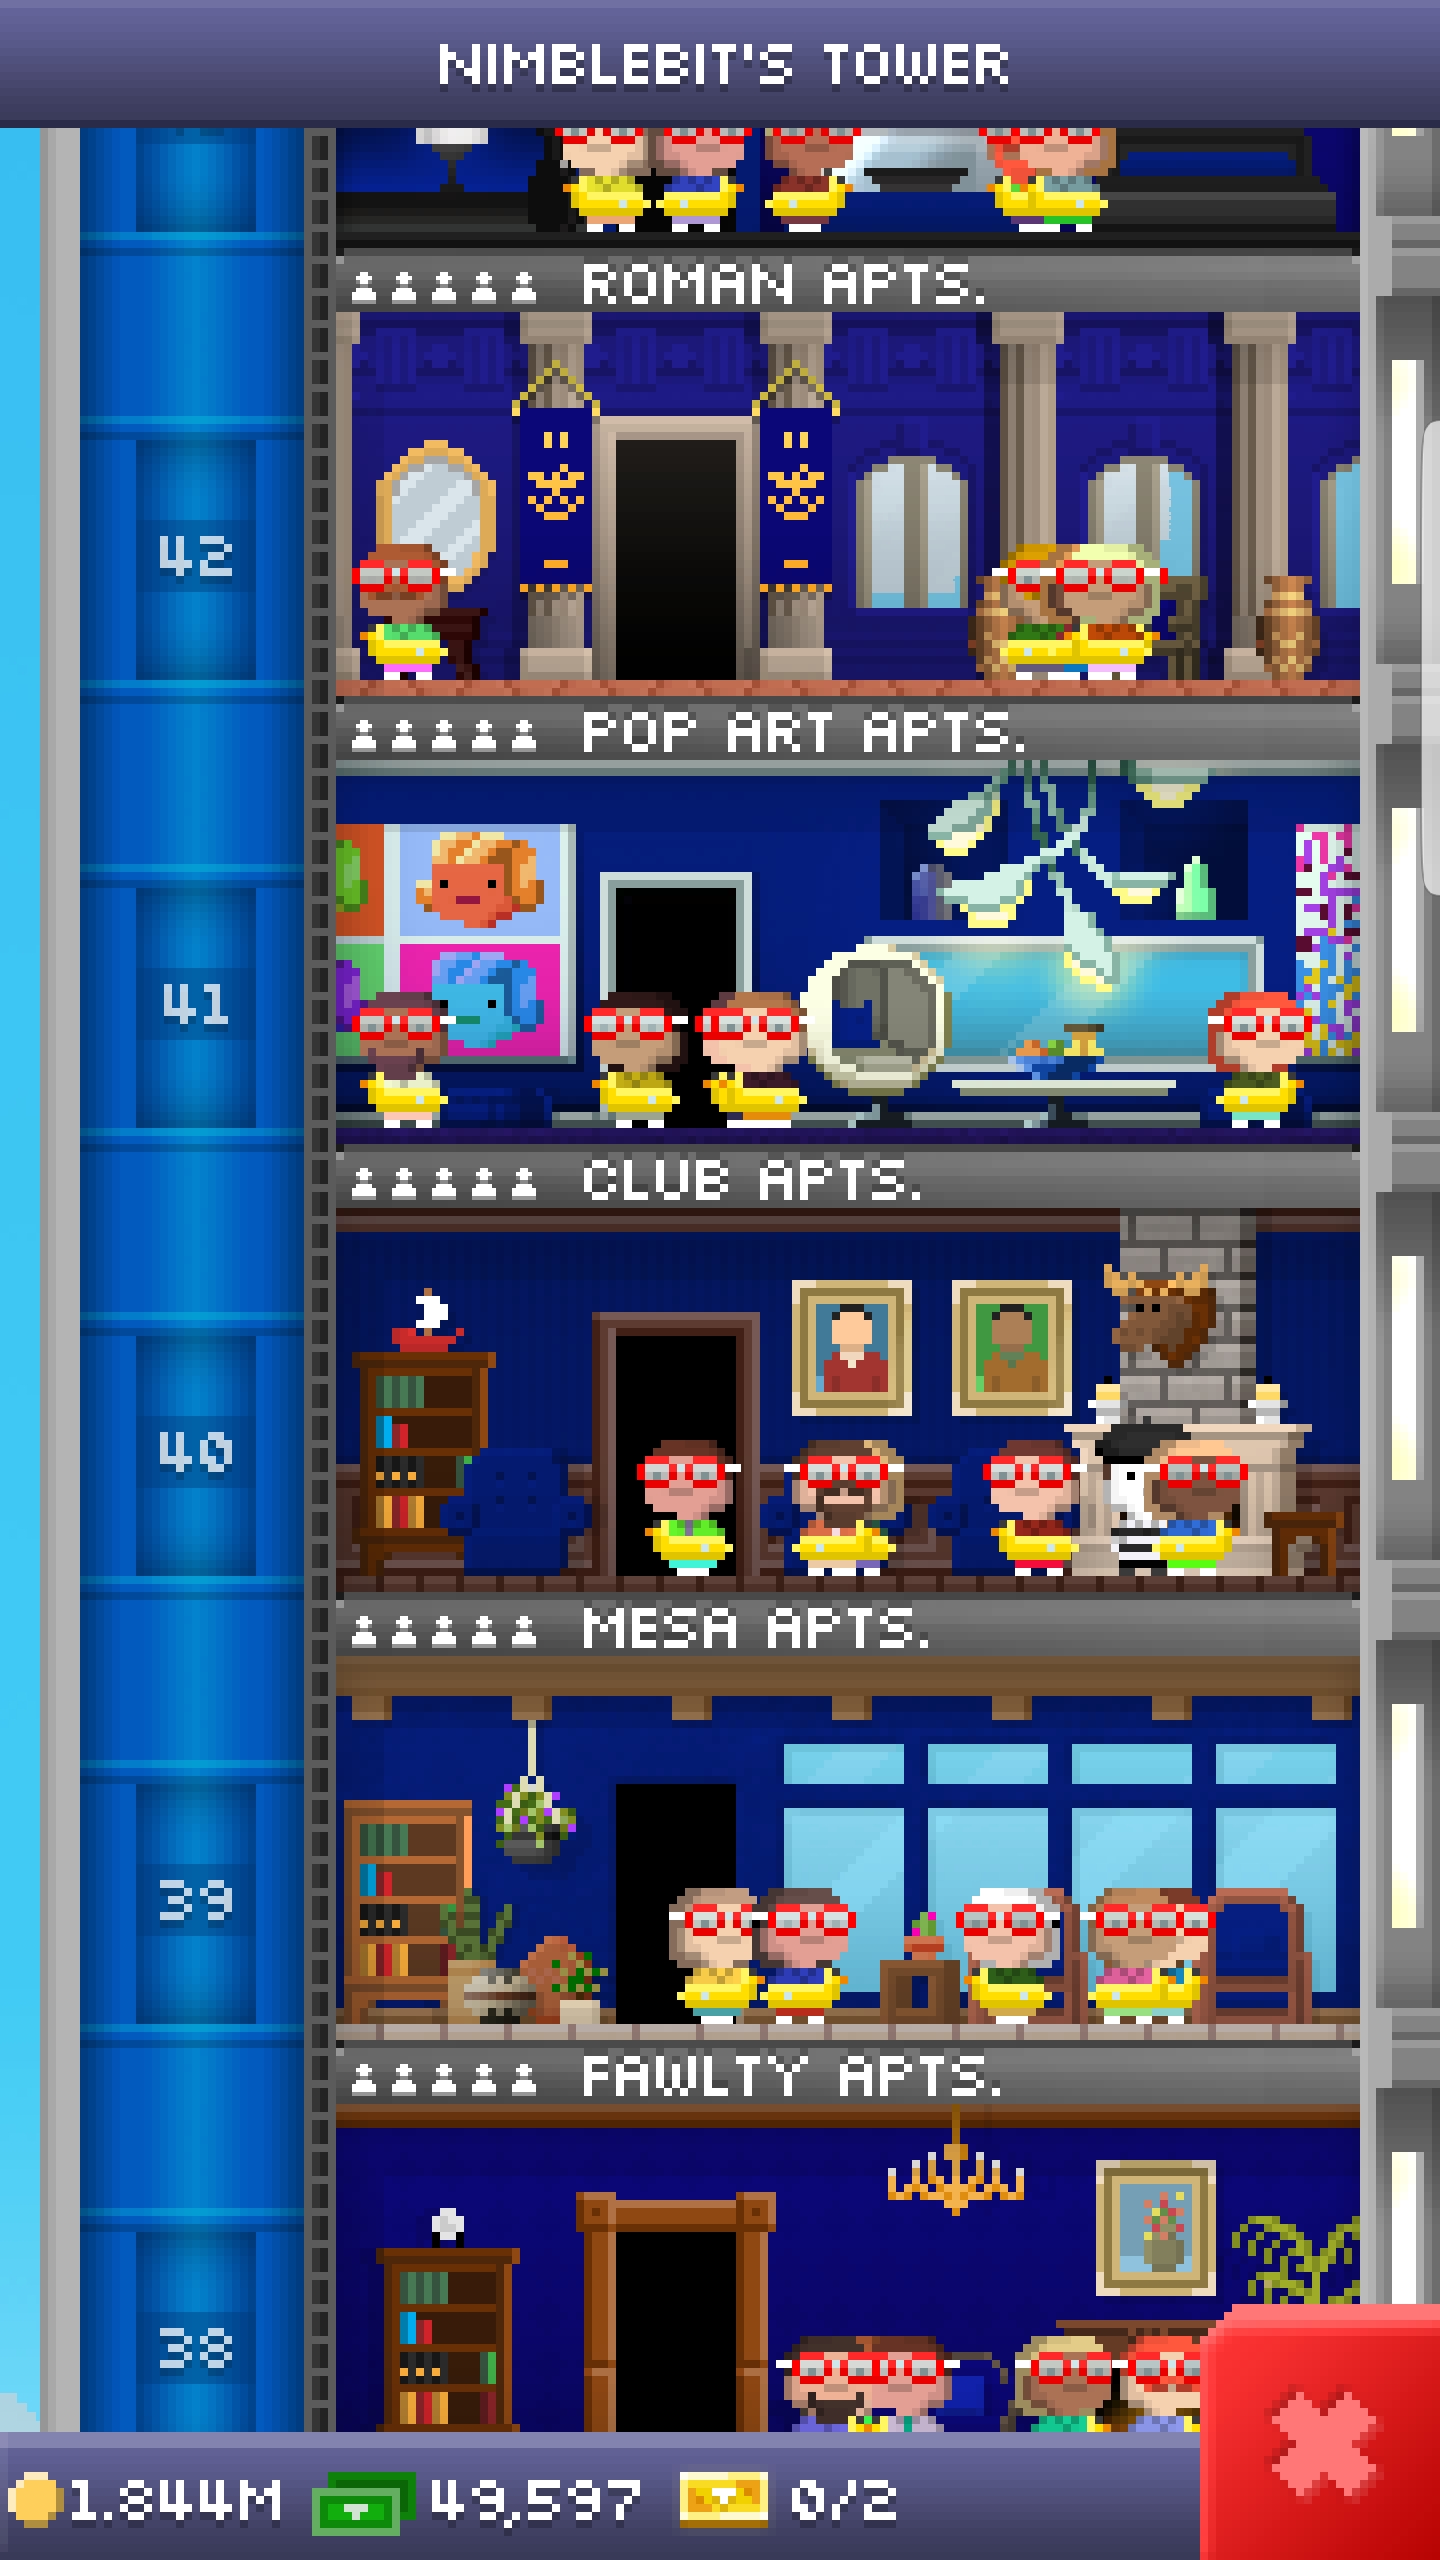 NIMBLEBIT'S TOWER
ROMAN APTS.
42
POP ART APTS.
41
CLUB APTS.
40
MESA APTS.
39
FAWLTY APTS.
38
1.844M 49,597 0/2